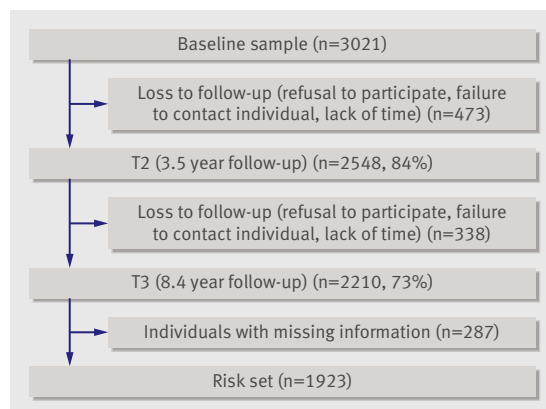 Baseline sample (n=3021)
Loss to follow-up (refusal to participate, failure
to contact individual, lack of time) (n=473)
T2 (3.5 year follow-up) (n=2548, 84%)
Loss to follow-up (refusal to participate, failure
to contact individual, lack of time) (n=338)
T3 (8.4 year follow-up) (n=2210, 73%)
Individuals with missing information (n=287)
Risk set (n=1923)